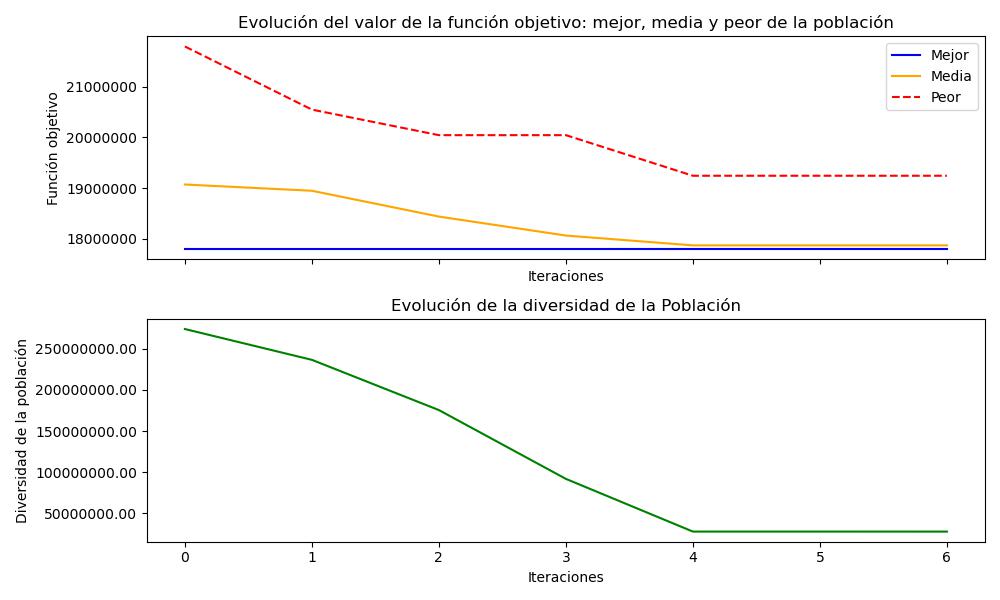 Evolución del valor de la función objetivo: mejor, media y peor de la población
Función objetivo
21000000
20000000
19000000
18000000
Mejor
Media
Peor
Iteraciones
Evolución de la diversidad de la Población
Diversidad de la población
250000000.00
200000000.00
150000000.00
100000000.00
50000000.00
0 1 2 3 4 5 6
Iteraciones